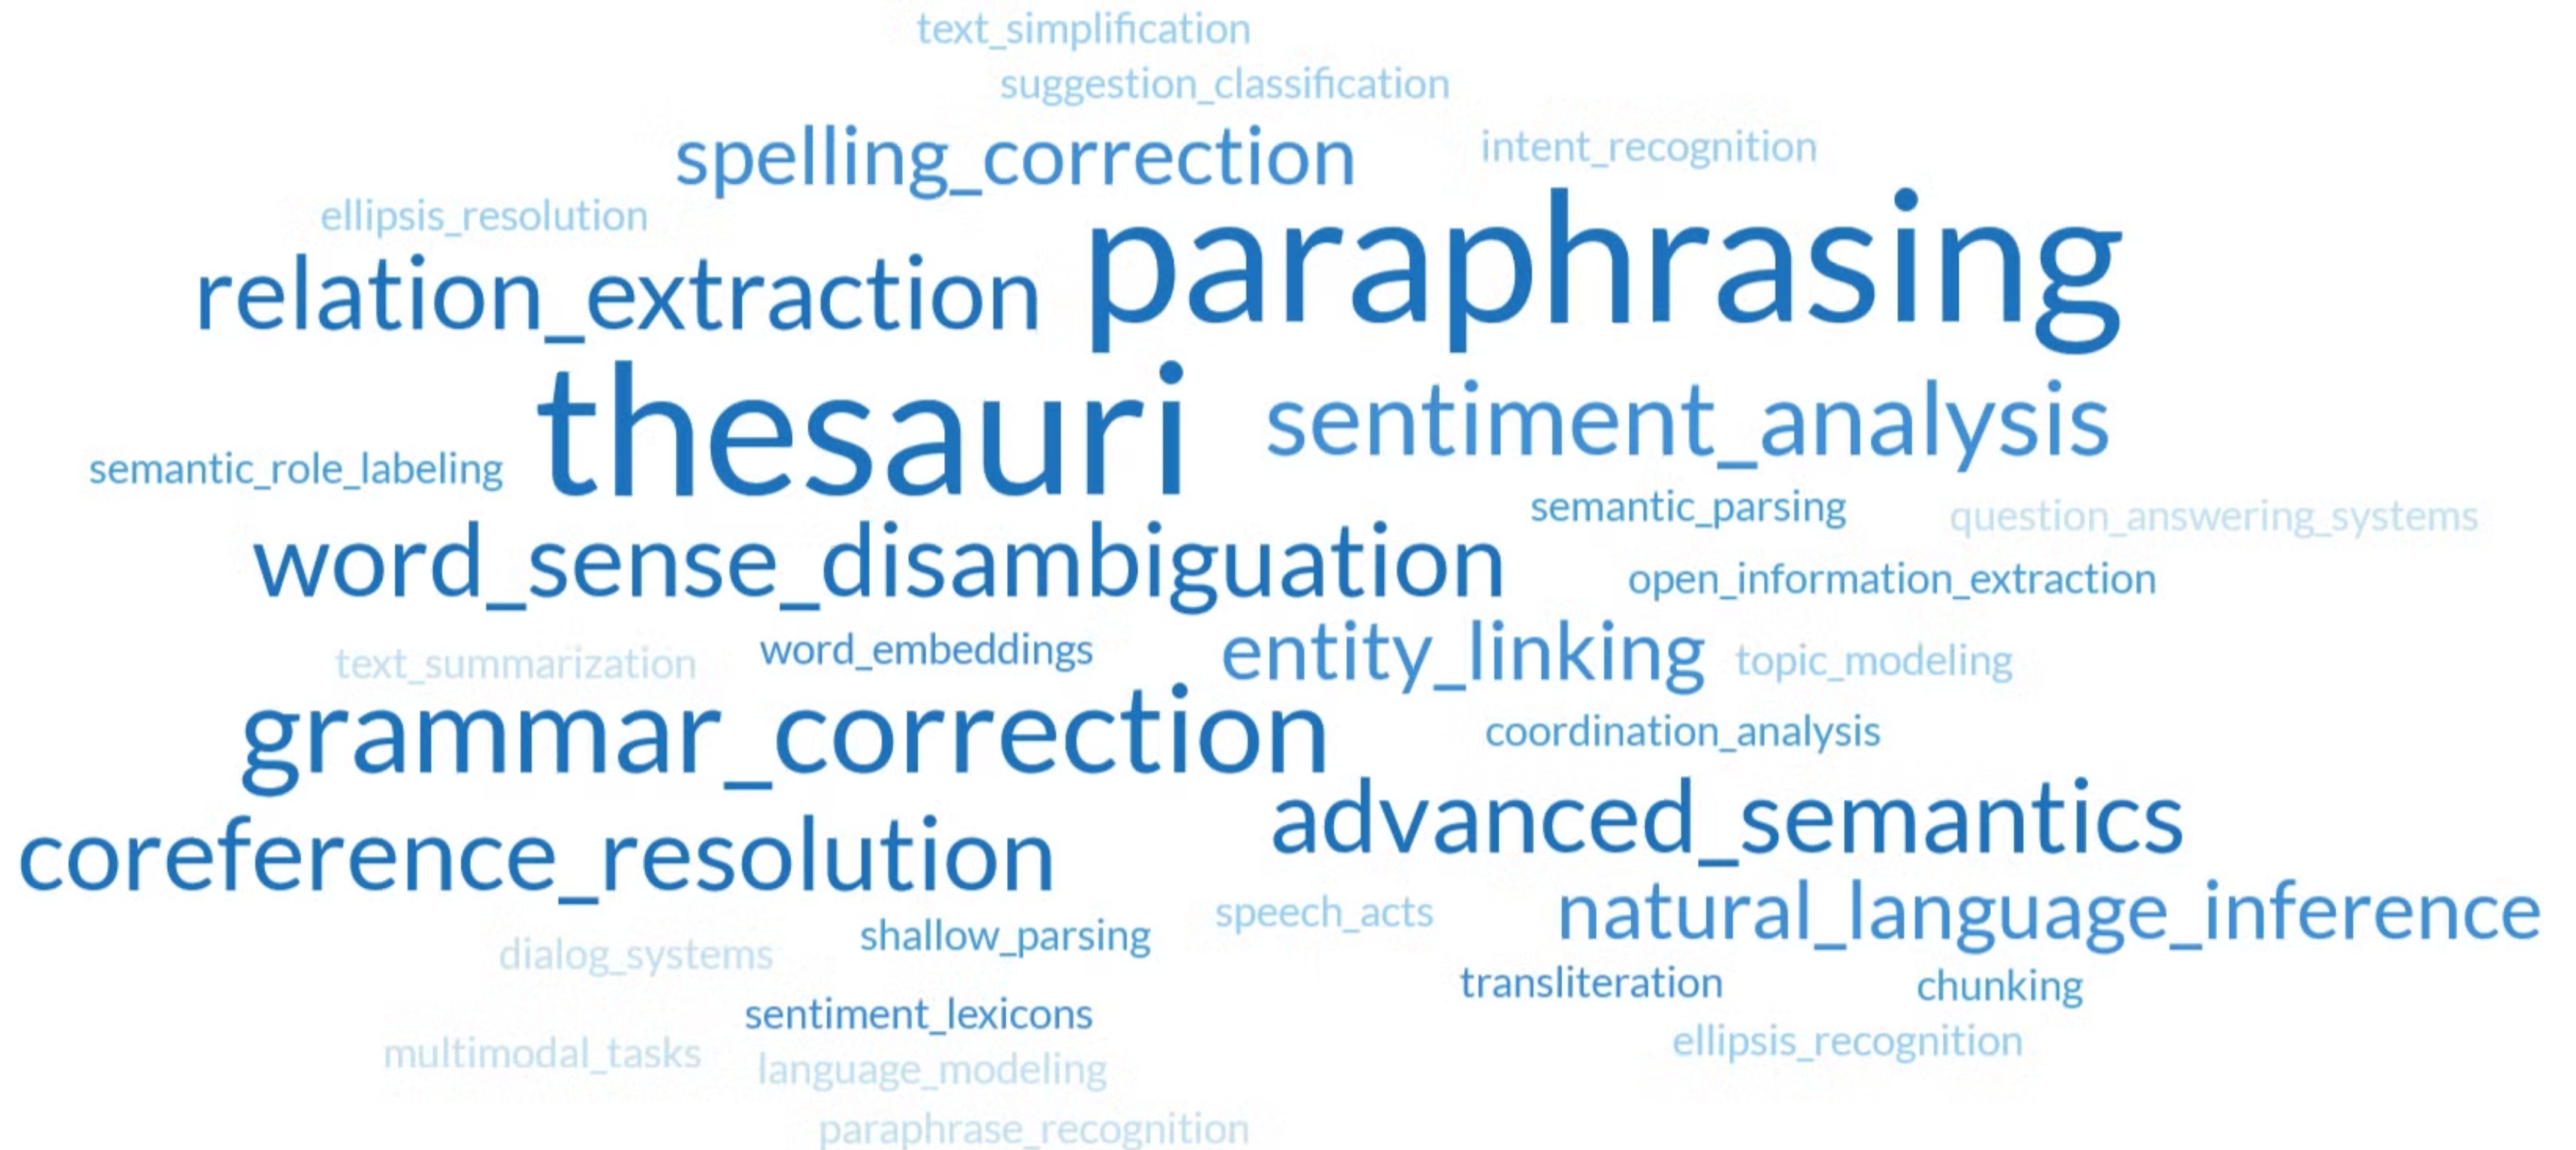 text_simplification
suggestion_classification
spelling_correction
intent_recognition
ellipsis_resolution
paraphrasing
relation_extraction
thesauri
sentiment_analysis
semantic_role_labeling
semantic_parsing
question_answering_systems
word_sense_disambiguation
open_information_extraction
text_summarization
word_embeddings
entity_linking
topic_modeling
grammar_correction
coordination_analysis
advanced_semantics
coreference_resolution
speech_acts
natural_language_inference
shallow_parsing
dialog_systems
transliteration
chunking
sentiment_lexicons
ellipsis_recognition
multimodal_tasks
language_modeling
paraphrase_recognition